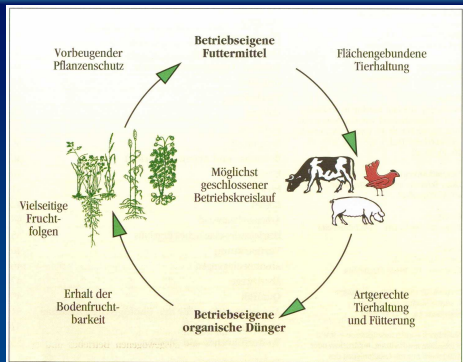 Betriebseigene
Futtermittel
Vorbeugender
Pflanzenschutz
Flächengebundene
Tierhaltung
Möglichst
geschlossener
Betriebskreislauf
Vielseitige
Frucht-
folgen
Erhalt der
Bodenfrucht-
barkeit
Betriebseigene
organische Dünger
Artgerechte
Tierhaltung
und Fütterung